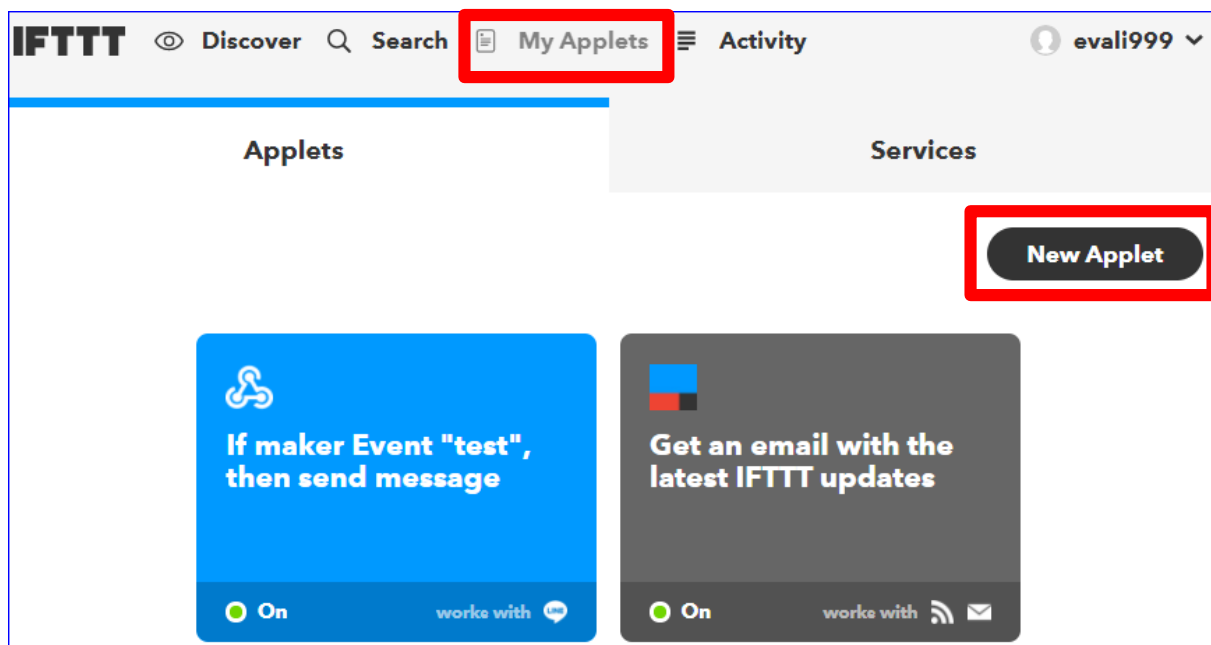 IFTTT Discover Search My Applets Activity evali999
Applets Services
New Applet
If maker Event "test",
then send message
Get an email with the
latest IFTTT updates
On works with LINE
On works with